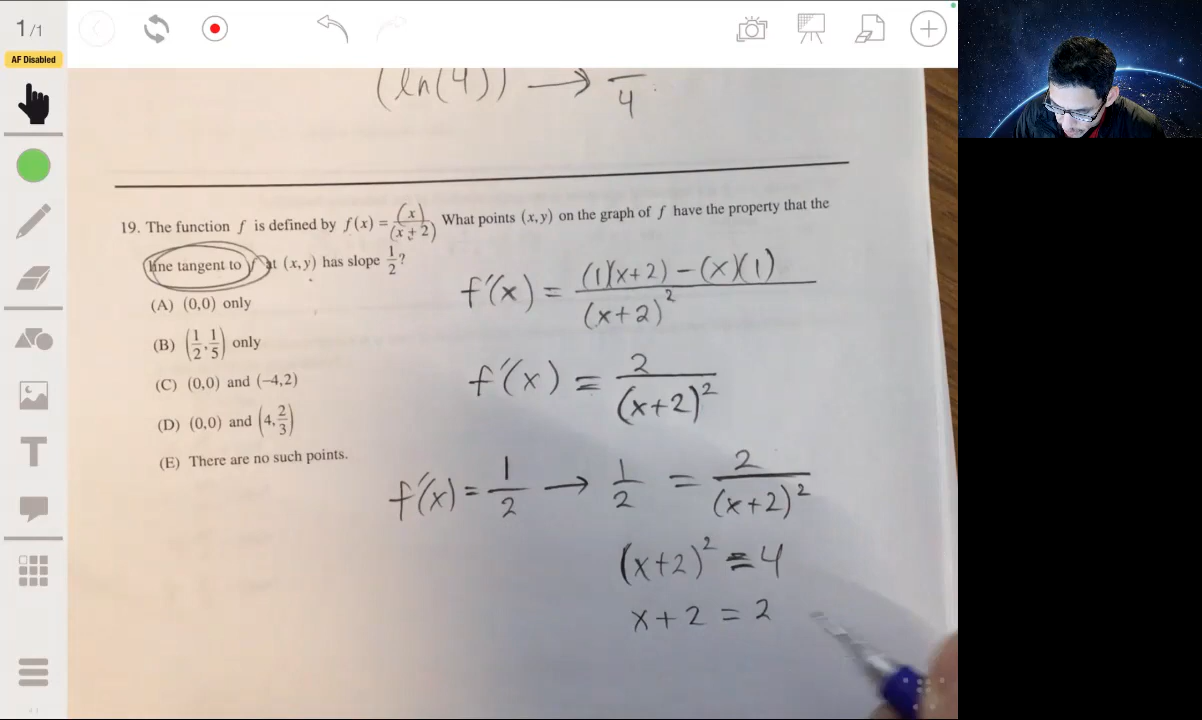 1/1
AF Disabled
(ln(4)) → — 4
19. The function f is defined by f(x) = (x)/(x+2) What points (x, y) on the graph of f have the property that the
line tangent to f at (x, y) has slope 1/2?
(A) (0,0) only
(B) (1/2, 1/5) only
(C) (0,0) and (−4,2)
(D) (0,0) and (4, 2/3)
(E) There are no such points.
f′(x) = (1)(x+2) − (x)(1) / (x+2)²
f′(x) = 2/(x+2)²
f′(x) = 1/2 → 1/2 = 2/(x+2)²
(x+2)² = 4
x+2 = 2
T